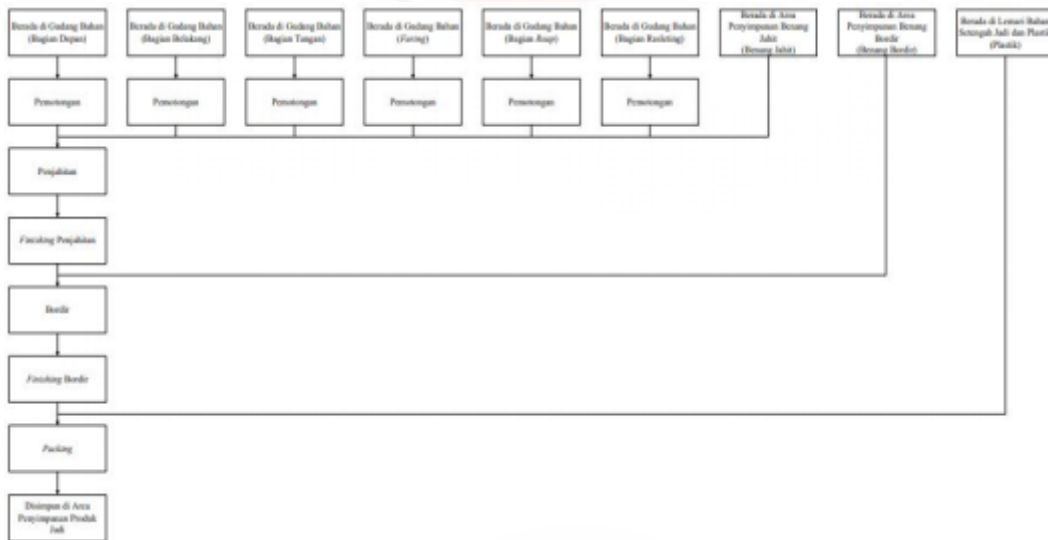 Berada di Gudang Bahan
(Bagian Depan)
Berada di Gudang Bahan
(Bagian Belakang)
Berada di Gudang Bahan
(Bagian Tangan)
Berada di Gudang Bahan
(Furing)
Berada di Gudang Bahan
(Bagian
Berada di Gudang Bahan
(Bagian Resleting)
Berada di Area
Penyimpanan Benang
Jahit
(Benang Jahit)
Berada di Area
Penyimpanan Benang
Bordir
(Benang Bordir)
Berada di Lemari Bahan
Setengah Jadi dan Plastik
(Plastik)
Pemotongan
Pemotongan
Pemotongan
Pemotongan
Pemotongan
Pemotongan
Penjahitan
Finishing Penjahitan
Bordir
Finishing Bordir
Packing
Disimpan di Area
Penyimpanan Produk
Jadi